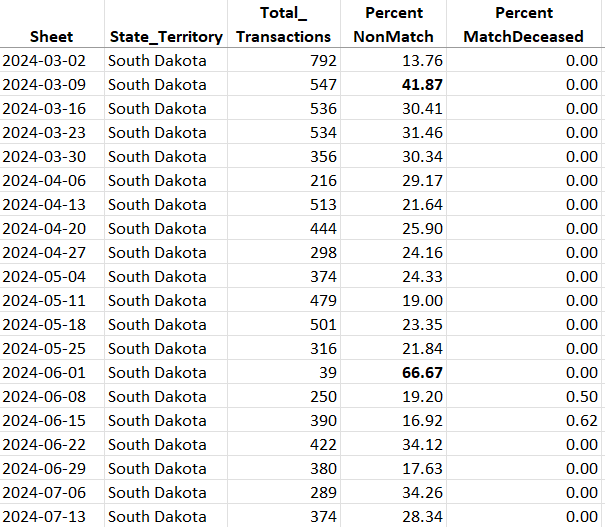 Total_ Percent Percent
Sheet State_Territory Transactions NonMatch MatchDeceased
2024-03-02 South Dakota 792 13.76 0.00
2024-03-09 South Dakota 547 41.87 0.00
2024-03-16 South Dakota 536 30.41 0.00
2024-03-23 South Dakota 534 31.46 0.00
2024-03-30 South Dakota 356 30.34 0.00
2024-04-06 South Dakota 216 29.17 0.00
2024-04-13 South Dakota 513 21.64 0.00
2024-04-20 South Dakota 444 25.90 0.00
2024-04-27 South Dakota 298 24.16 0.00
2024-05-04 South Dakota 374 24.33 0.00
2024-05-11 South Dakota 479 19.00 0.00
2024-05-18 South Dakota 501 23.35 0.00
2024-05-25 South Dakota 316 21.84 0.00
2024-06-01 South Dakota 39 66.67 0.00
2024-06-08 South Dakota 250 19.20 0.50
2024-06-15 South Dakota 390 16.92 0.62
2024-06-22 South Dakota 422 34.12 0.00
2024-06-29 South Dakota 380 17.63 0.00
2024-07-06 South Dakota 289 34.26 0.00
2024-07-13 South Dakota 374 28.34 0.00